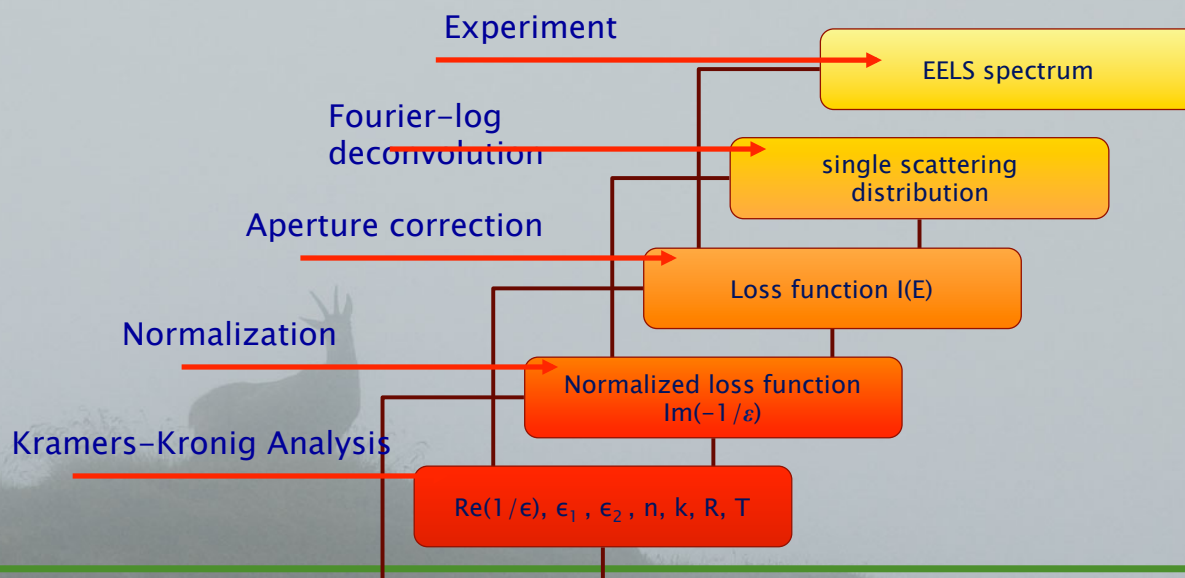 Experiment
EELS spectrum
Fourier–log
deconvolution
single scattering
distribution
Aperture correction
Loss function I(E)
Normalization
Normalized loss function
Im(–1/ε)
Kramers–Kronig Analysis
Re(1/ϵ), ϵ₁ , ϵ₂ , n, k, R, T